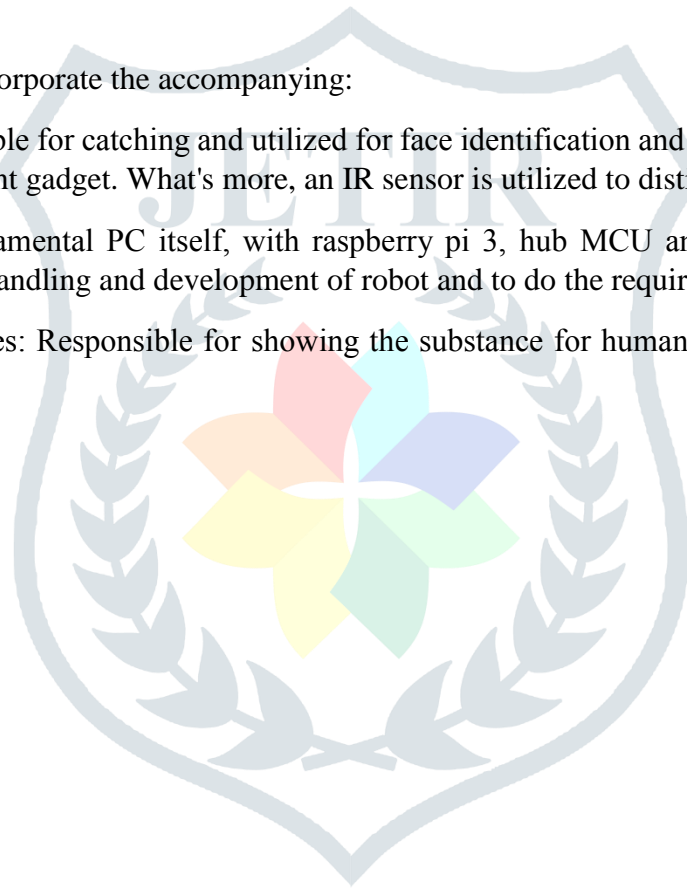 corporate the accompanying:
ble for catching and utilized for face identification and
nt gadget. What's more, an IR sensor is utilized to dist
amental PC itself, with raspberry pi 3, hub MCU an
andling and development of robot and to do the requir
es: Responsible for showing the substance for human
JETIR